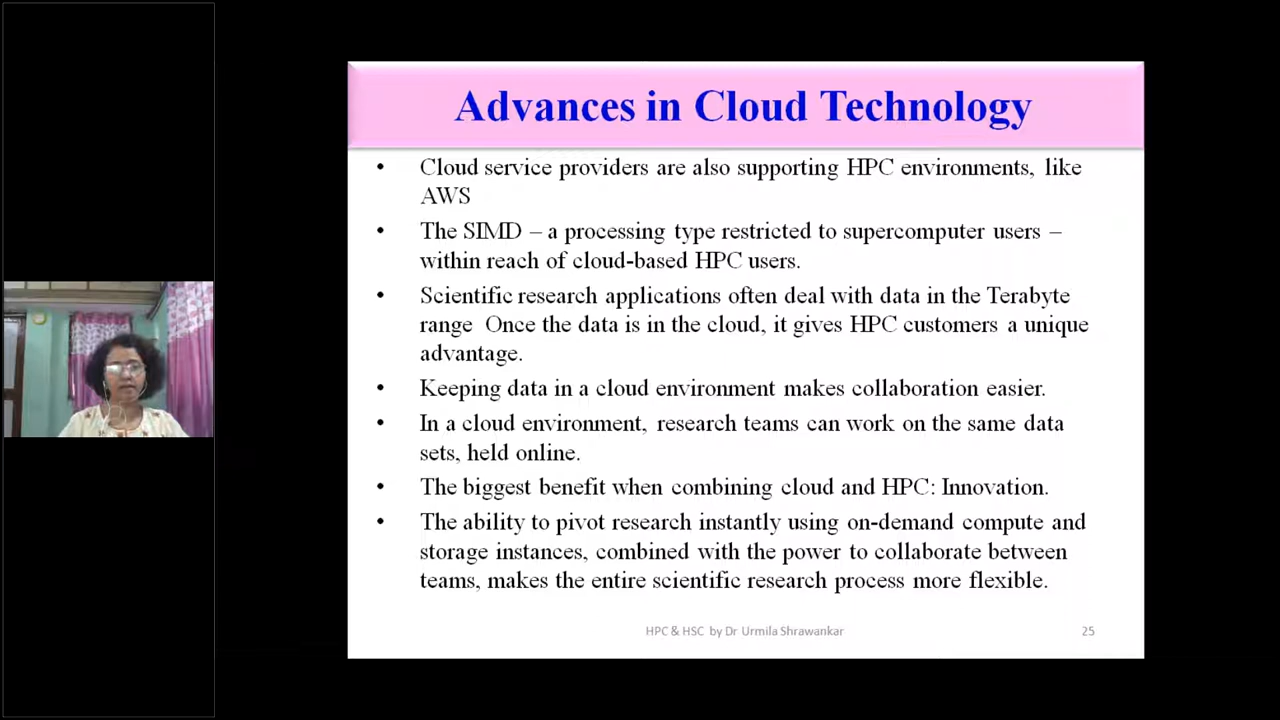 Advances in Cloud Technology
• Cloud service providers are also supporting HPC environments, like
AWS
• The SIMD – a processing type restricted to supercomputer users –
within reach of cloud-based HPC users.
• Scientific research applications often deal with data in the Terabyte
range Once the data is in the cloud, it gives HPC customers a unique
advantage.
• Keeping data in a cloud environment makes collaboration easier.
• In a cloud environment, research teams can work on the same data
sets, held online.
• The biggest benefit when combining cloud and HPC: Innovation.
• The ability to pivot research instantly using on-demand compute and
storage instances, combined with the power to collaborate between
teams, makes the entire scientific research process more flexible.
HPC & HSC by Dr Urmila Shrawankar
25